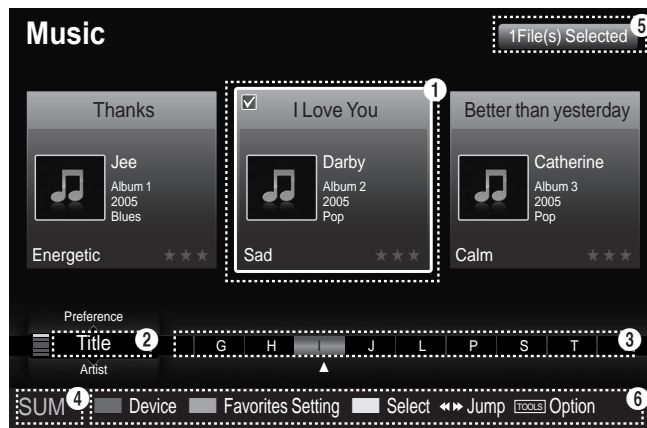 Music
1File(s) Selected
5
1
Thanks
I Love You
Better than yesterday
Jee
Album 1
2005
Blues
Darby
Album 2
2005
Pop
Catherine
Album 3
2005
Pop
Energetic
Sad
Calm
Preference
Title
2
G H I J L P S T
3
Artist
SUM
4
Device Favorites Setting Select Jump TOOLS Option
6